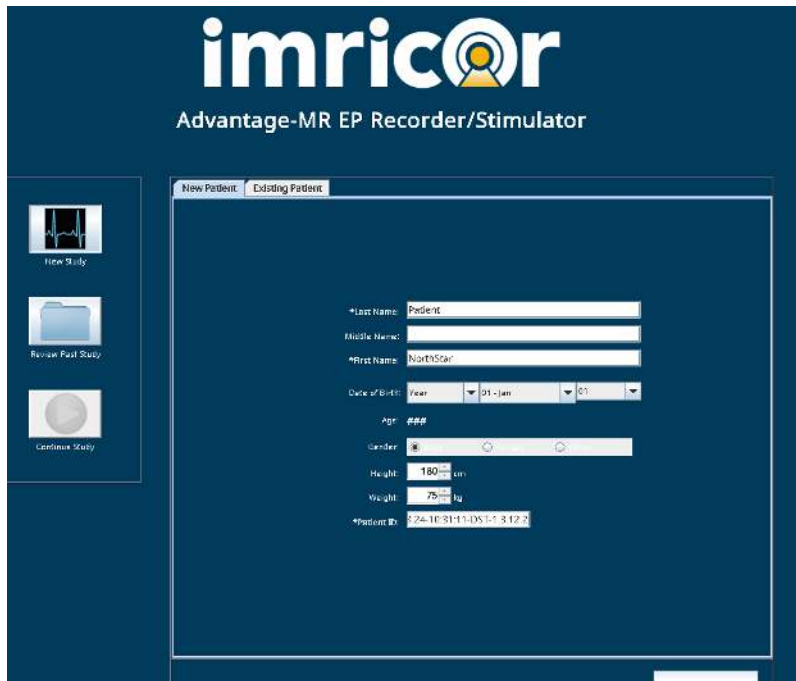 imricor
Advantage-MR EP Recorder/Stimulator
New Study
Review Past Study
Continue Study
New Patient Existing Patient
*Last Name: Patient
Middle Name:
*First Name: NorthStar
Date of Birth: Year 01 - Jan 01
Age: ###
Gender:
Height: 180 cm
Weight: 75 kg
*Patient ID: